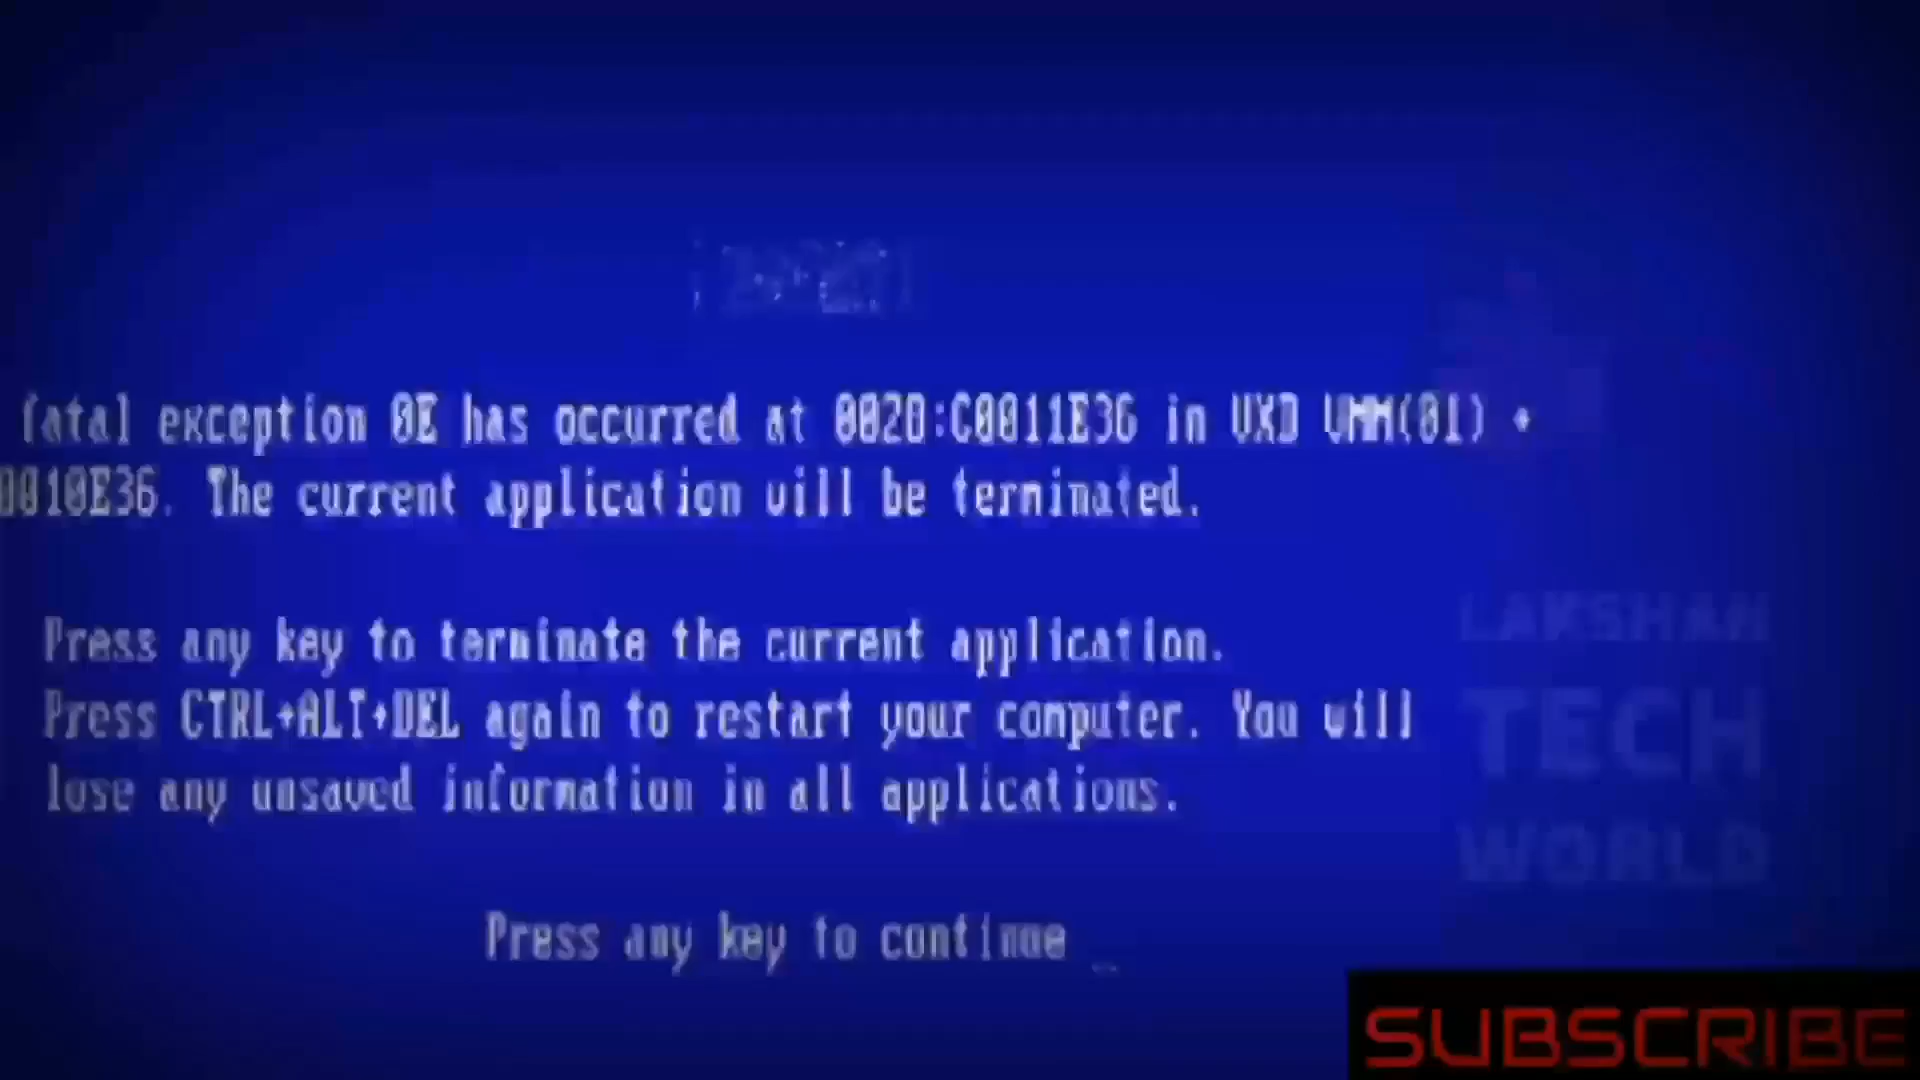 fatal exception 0E has occurred at 0028:C0011E36 in VXD VMM(01) +
0010E36. The current application will be terminated.
Press any key to terminate the current application.
Press CTRL+ALT+DEL again to restart your computer. You will
lose any unsaved information in all applications.
Press any key to continue _
LAKSHAN
TECH
WORLD
SUBSCRIBE